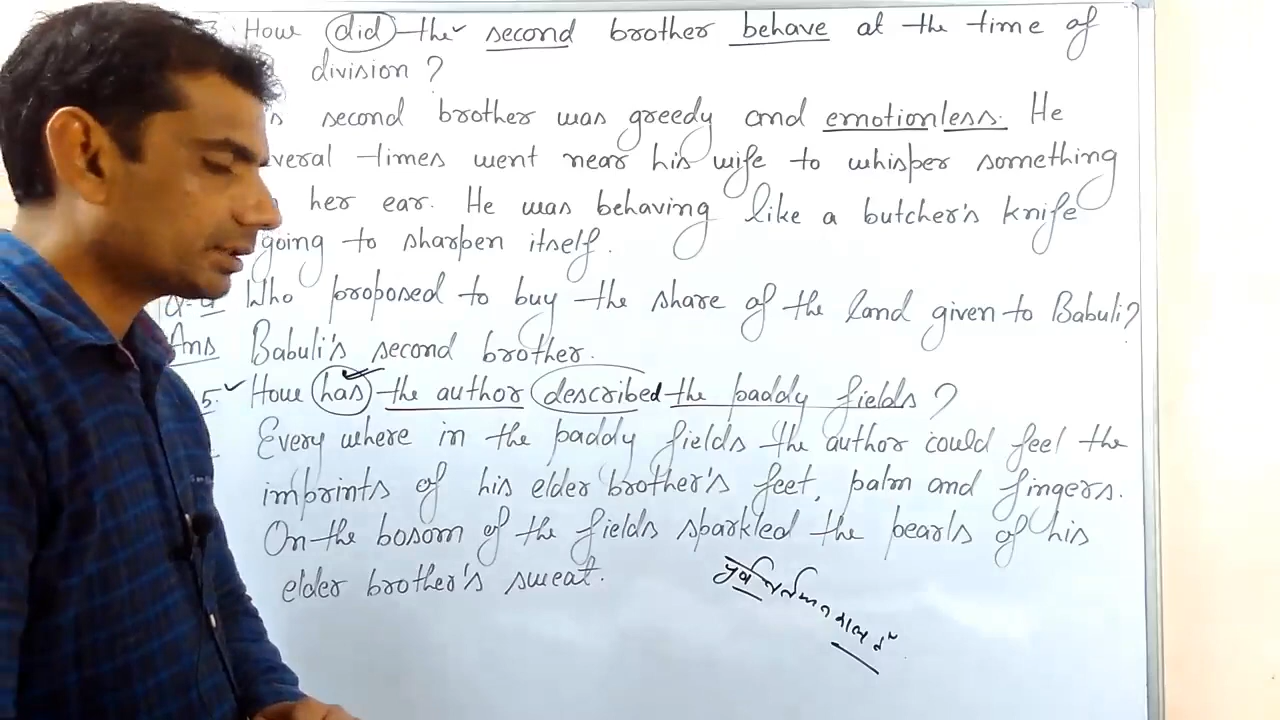 3. How did the second brother behave at the time of
division ?
second brother was greedy and emotionless. He
several times went near his wife to whisper something
her ear. He was behaving like a butcher's knife
going to sharpen itself.
Q-4 Who proposed to buy the share of the land given to Babuli?
Ans Babuli's second brother.
5. How has the author described the paddy fields ?
Every where in the paddy fields the author could feel the
imprints of his elder brother's feet, palm and fingers.
On the bosom of the fields sparkled the pearls of his
elder brother's sweat.